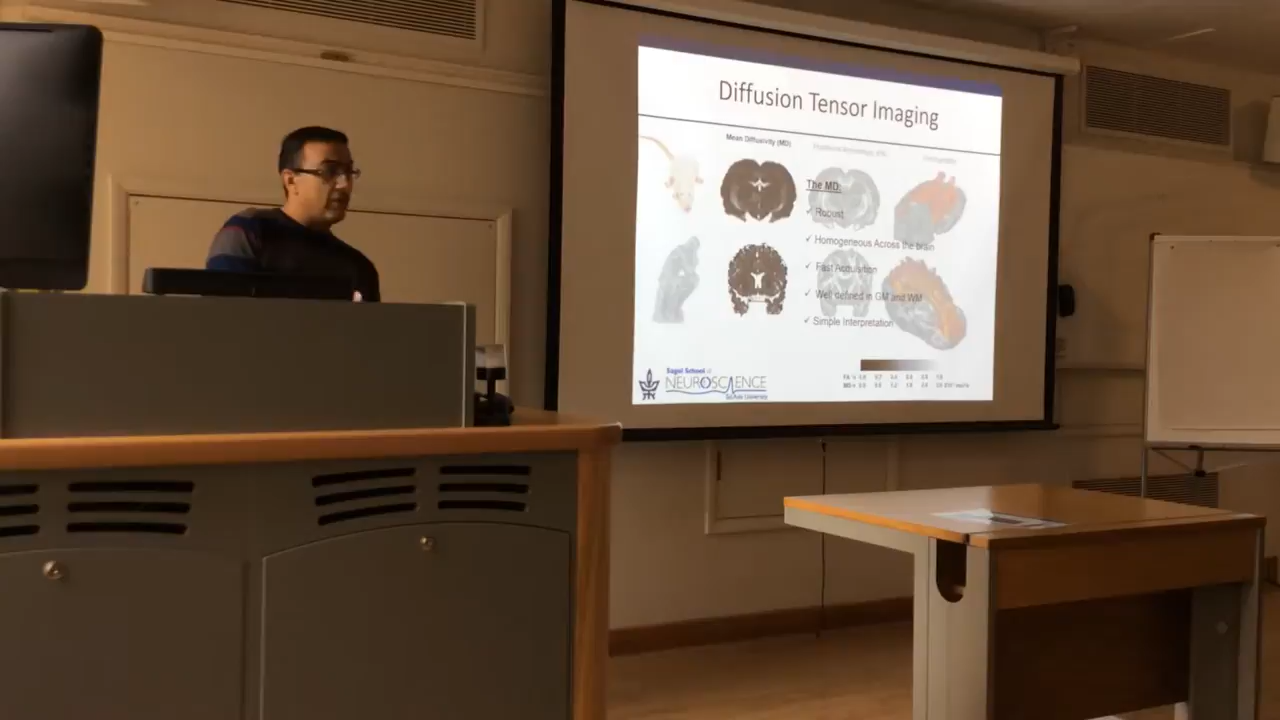 Diffusion Tensor Imaging
Mean Diffusivity (MD)
The MD:
✓ Robust
✓ Homogeneous Across the brain
✓ Fast Acquisition
✓ Well defined in GM and WM
✓ Simple Interpretation
Sagol School of
NEUROSCIENCE
Tel Aviv University